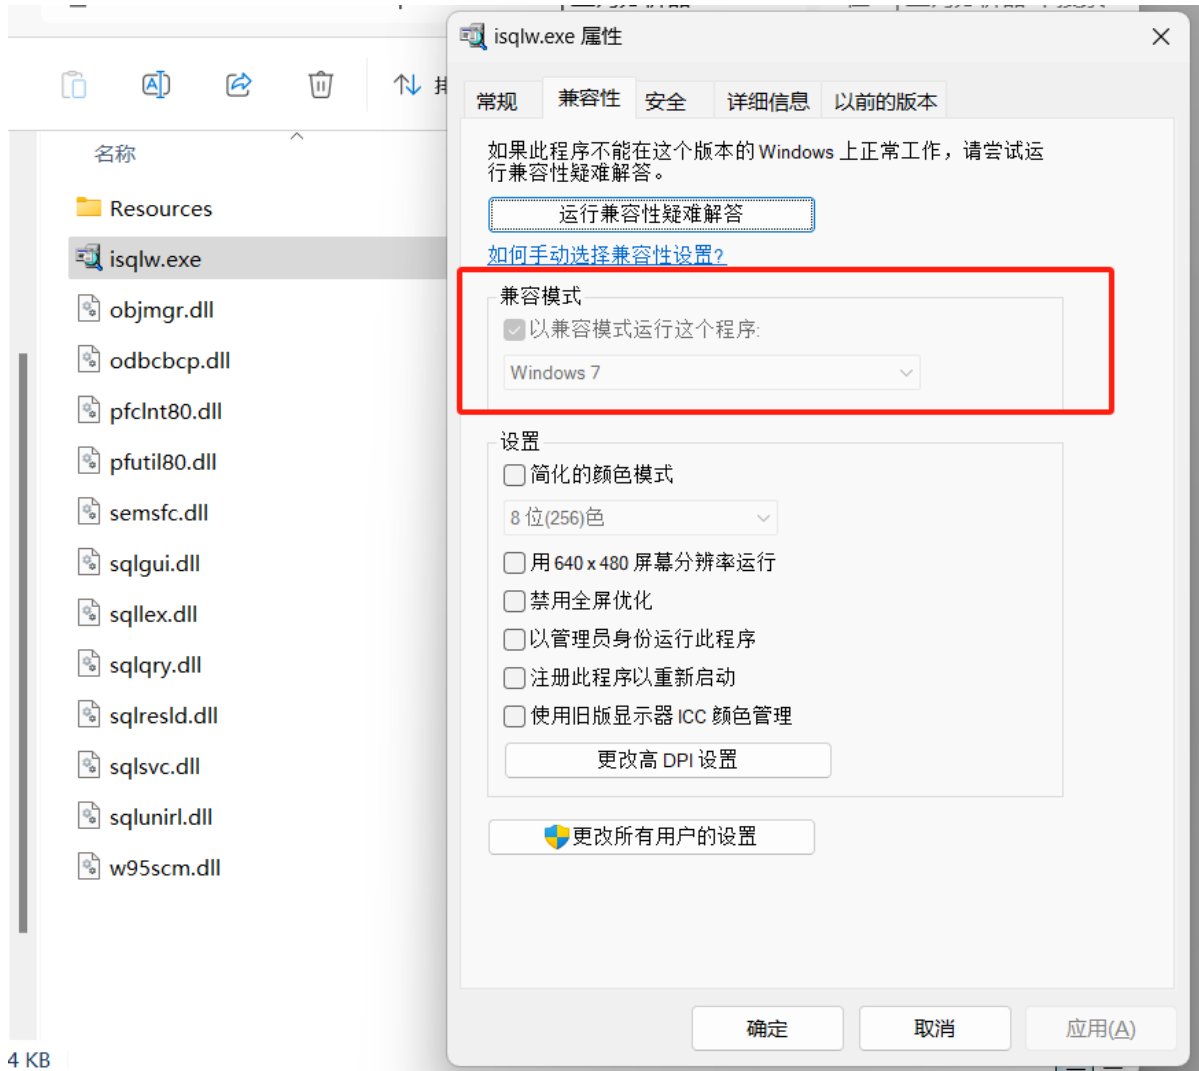 isqlw.exe 属性
常规
兼容性
安全
详细信息
以前的版本
名称
Resources
isqlw.exe
objmgr.dll
odbcbcp.dll
pfclnt80.dll
pfutil80.dll
semsfc.dll
sqlgui.dll
sqllex.dll
sqlqry.dll
sqlresld.dll
sqlsvc.dll
sqlunirl.dll
w95scm.dll
4 KB
如果此程序不能在这个版本的 Windows 上正常工作，请尝试运
行兼容性疑难解答。
运行兼容性疑难解答
如何手动选择兼容性设置?
兼容模式
以兼容模式运行这个程序:
Windows 7
设置
简化的颜色模式
8 位(256)色
用 640 x 480 屏幕分辨率运行
禁用全屏优化
以管理员身份运行此程序
注册此程序以重新启动
使用旧版显示器 ICC 颜色管理
更改高 DPI 设置
更改所有用户的设置
确定
取消
应用(A)